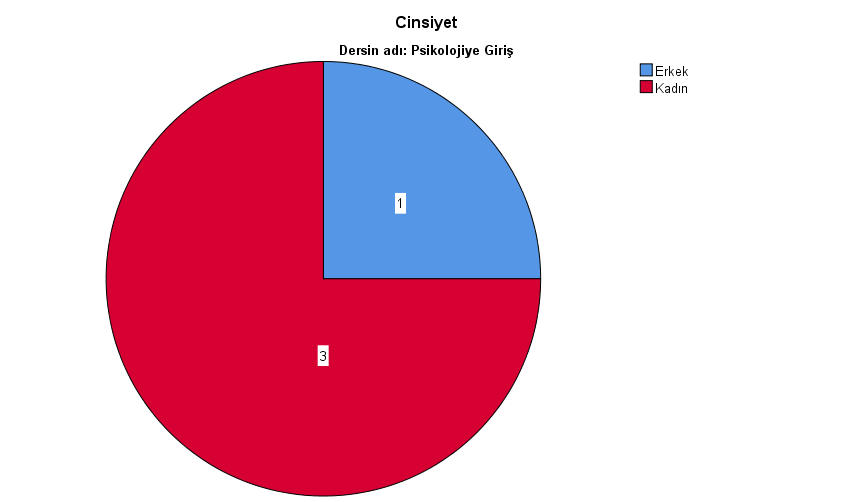 Cinsiyet
Dersin adı: Psikolojiye Giriş
Erkek
Kadın
1
3